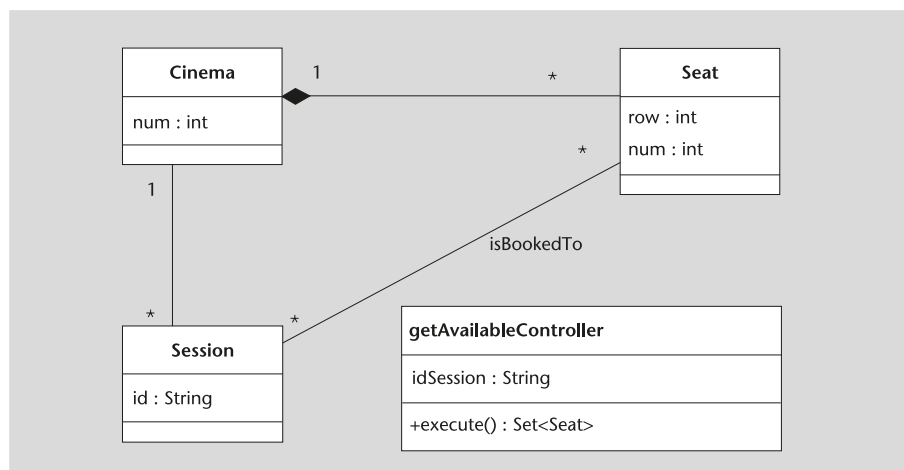 Cinema
num : int
1
*
Seat
row : int
num : int
*
1
isBookedTo
*
*
Session
id : String
getAvailableController
idSession : String
+execute() : Set<Seat>